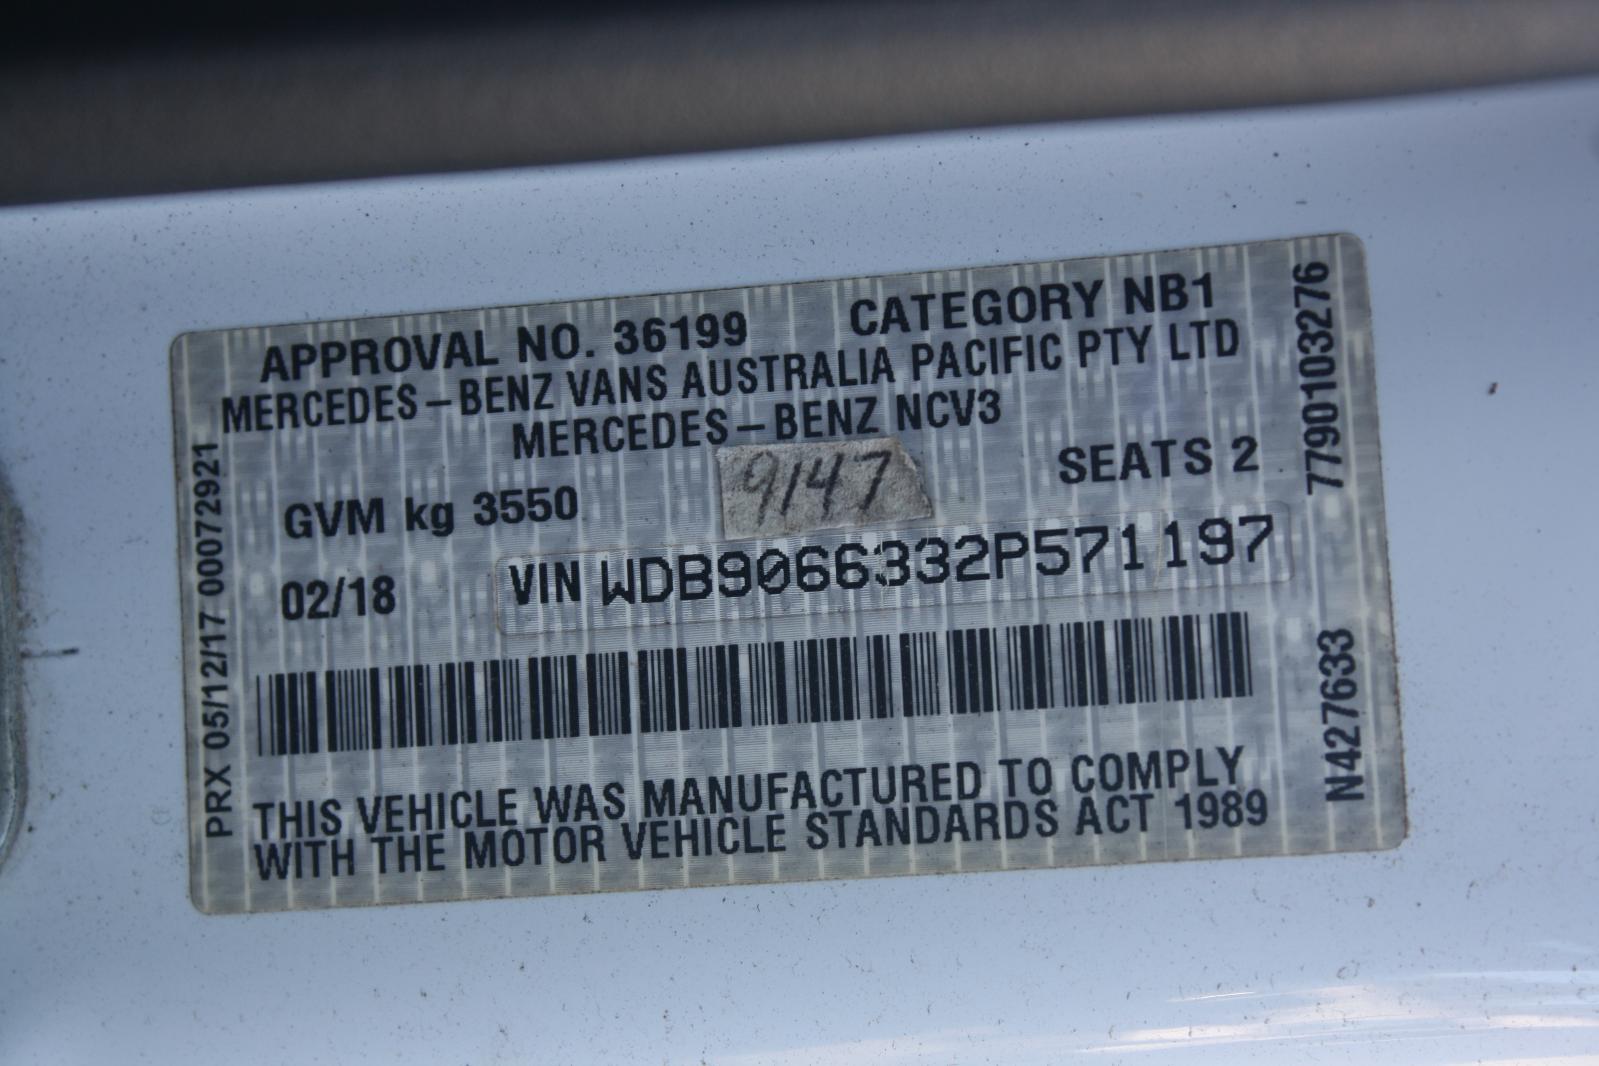 APPROVAL NO. 36199 CATEGORY NB1
MERCEDES-BENZ VANS AUSTRALIA PACIFIC PTY LTD
MERCEDES-BENZ NCV3
9147
GVM kg 3550 SEATS 2
02/18 VIN WDB9066332P571197
THIS VEHICLE WAS MANUFACTURED TO COMPLY
WITH THE MOTOR VEHICLE STANDARDS ACT 1989
PRX 05/12/17 00072921
7790103276
N427633